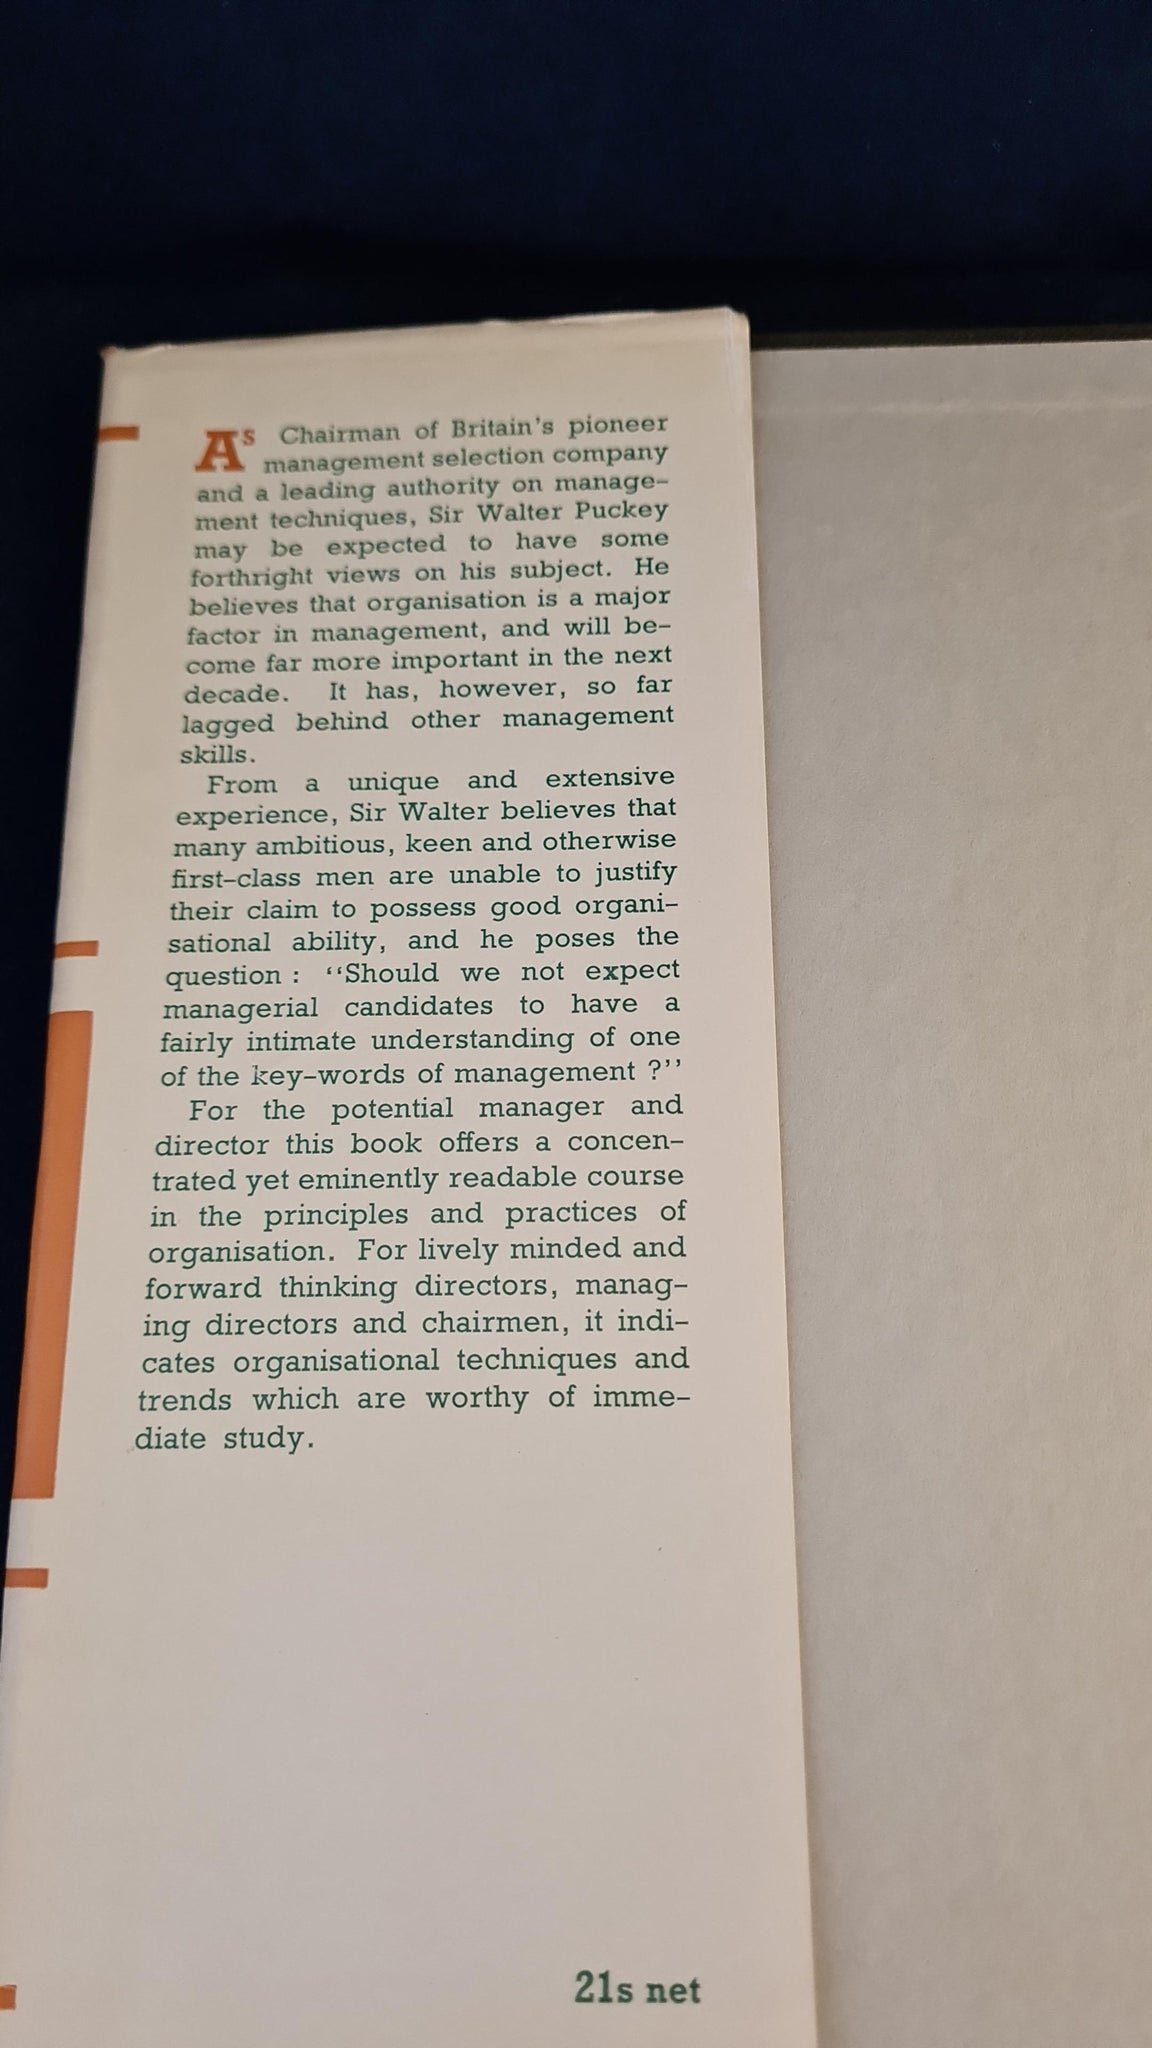 As Chairman of Britain's pioneer
management selection company
and a leading authority on manage-
ment techniques, Sir Walter Puckey
may be expected to have some
forthright views on his subject. He
believes that organisation is a major
factor in management, and will be-
come far more important in the next
decade. It has, however, so far
lagged behind other management
skills.
From a unique and extensive
experience, Sir Walter believes that
many ambitious, keen and otherwise
first-class men are unable to justify
their claim to possess good organi-
sational ability, and he poses the
question : "Should we not expect
managerial candidates to have a
fairly intimate understanding of one
of the key-words of management ?"
For the potential manager and
director this book offers a concen-
trated yet eminently readable course
in the principles and practices of
organisation. For lively minded and
forward thinking directors, manag-
ing directors and chairmen, it indi-
cates organisational techniques and
trends which are worthy of imme-
diate study.
21s net